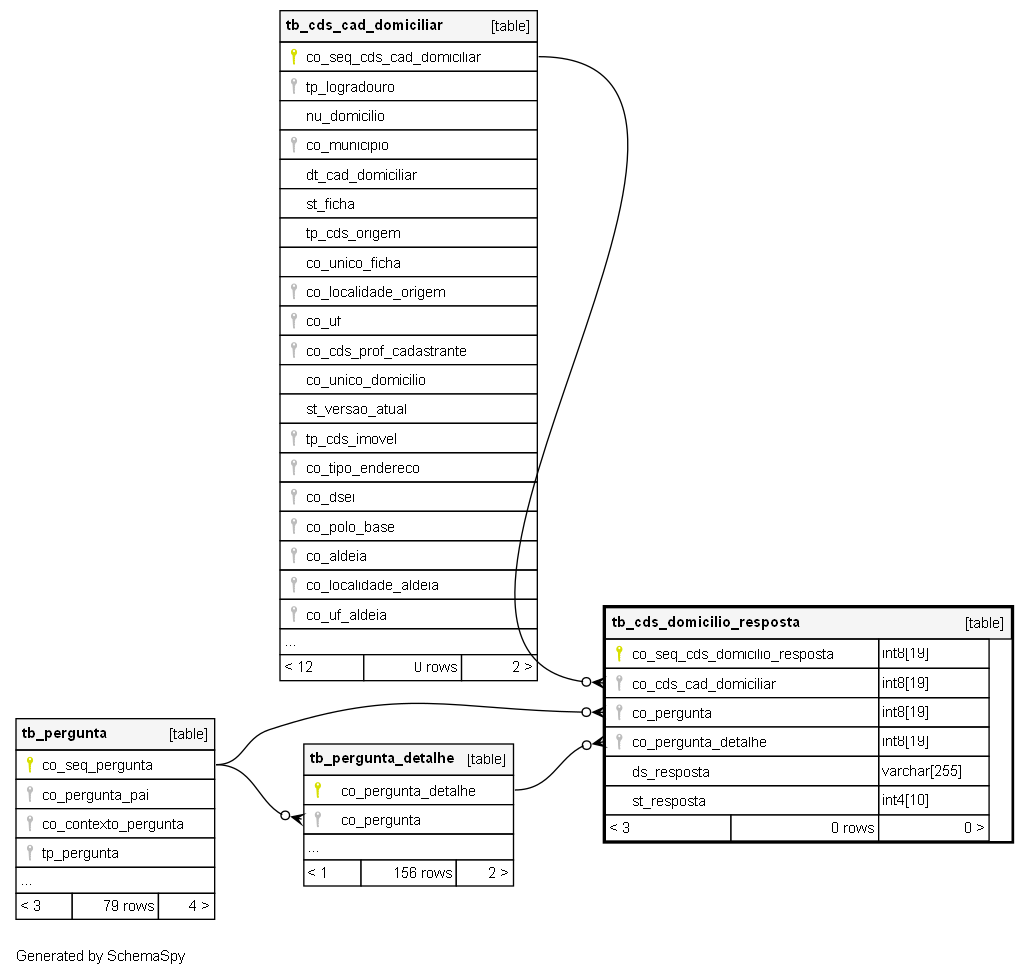 tb_cds_cad_domiciliar [table]
co_seq_cds_cad_domiciliar
tp_logradouro
nu_domicilio
co_municipio
dt_cad_domiciliar
st_ficha
tp_cds_origem
co_unico_ficha
co_localidade_origem
co_uf
co_cds_prof_cadastrante
co_unico_domicilio
st_versao_atual
tp_cds_imovel
co_tipo_endereco
co_dsei
co_polo_base
co_aldeia
co_localidade_aldeia
co_uf_aldeia
...
< 12 0 rows 2 >
tb_cds_domicilio_resposta [table]
co_seq_cds_domicilio_resposta int8[19]
co_cds_cad_domiciliar int8[19]
co_pergunta int8[19]
co_pergunta_detalhe int8[19]
ds_resposta varchar[255]
st_resposta int4[10]
< 3 0 rows 0 >
tb_pergunta [table]
co_seq_pergunta
co_pergunta_pai
co_contexto_pergunta
tp_pergunta
...
< 3 79 rows 4 >
tb_pergunta_detalhe [table]
co_pergunta_detalhe
co_pergunta
...
< 1 156 rows 2 >
Generated by SchemaSpy